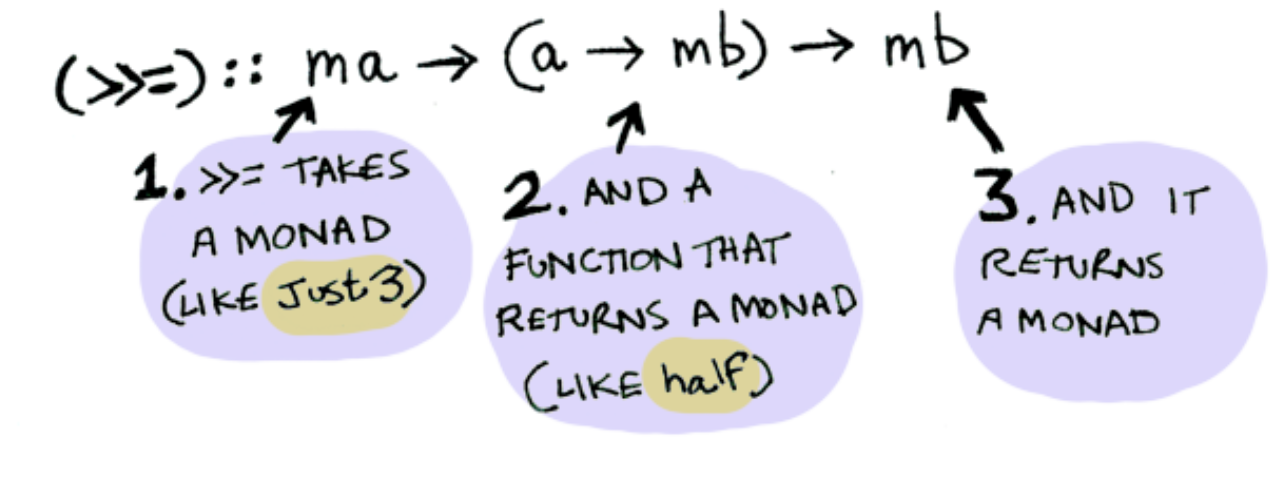 (>>=) :: ma → (a → mb) → mb
1. >>= TAKES
A MONAD
(LIKE Just 3)
2. AND A
FUNCTION THAT
RETURNS A MONAD
(LIKE half)
3. AND IT
RETURNS
A MONAD